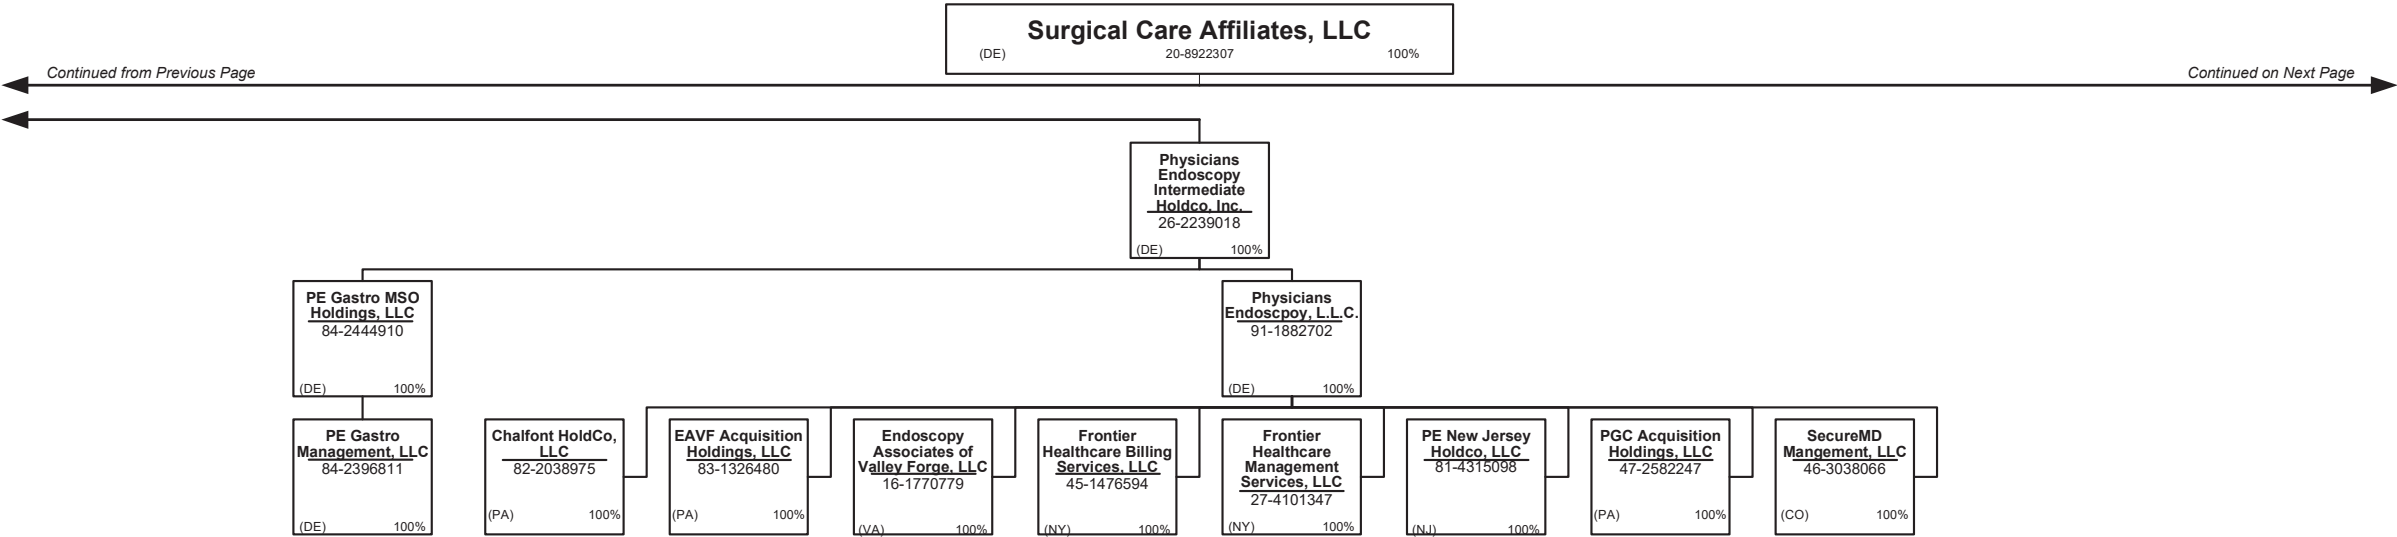 Surgical Care Affiliates, LLC
(DE) 20-8922307 100%
Continued from Previous Page
Continued on Next Page
Physicians
Endoscopy
Intermediate
Holdco, Inc.
26-2239018
(DE) 100%
PE Gastro MSO
Holdings, LLC
84-2444910
(DE) 100%
Physicians
Endoscpoy, L.L.C.
91-1882702
(DE) 100%
PE Gastro
Management, LLC
84-2396811
(DE) 100%
Chalfont HoldCo,
LLC
82-2038975
(PA) 100%
EAVF Acquisition
Holdings, LLC
83-1326480
(PA) 100%
Endoscopy
Associates of
Valley Forge, LLC
16-1770779
(VA) 100%
Frontier
Healthcare Billing
Services, LLC
45-1476594
(NY) 100%
Frontier
Healthcare
Management
Services, LLC
27-4101347
(NY) 100%
PE New Jersey
Holdco, LLC
81-4315098
(NJ) 100%
PGC Acquisition
Holdings, LLC
47-2582247
(PA) 100%
SecureMD
Mangement, LLC
46-3038066
(CO) 100%